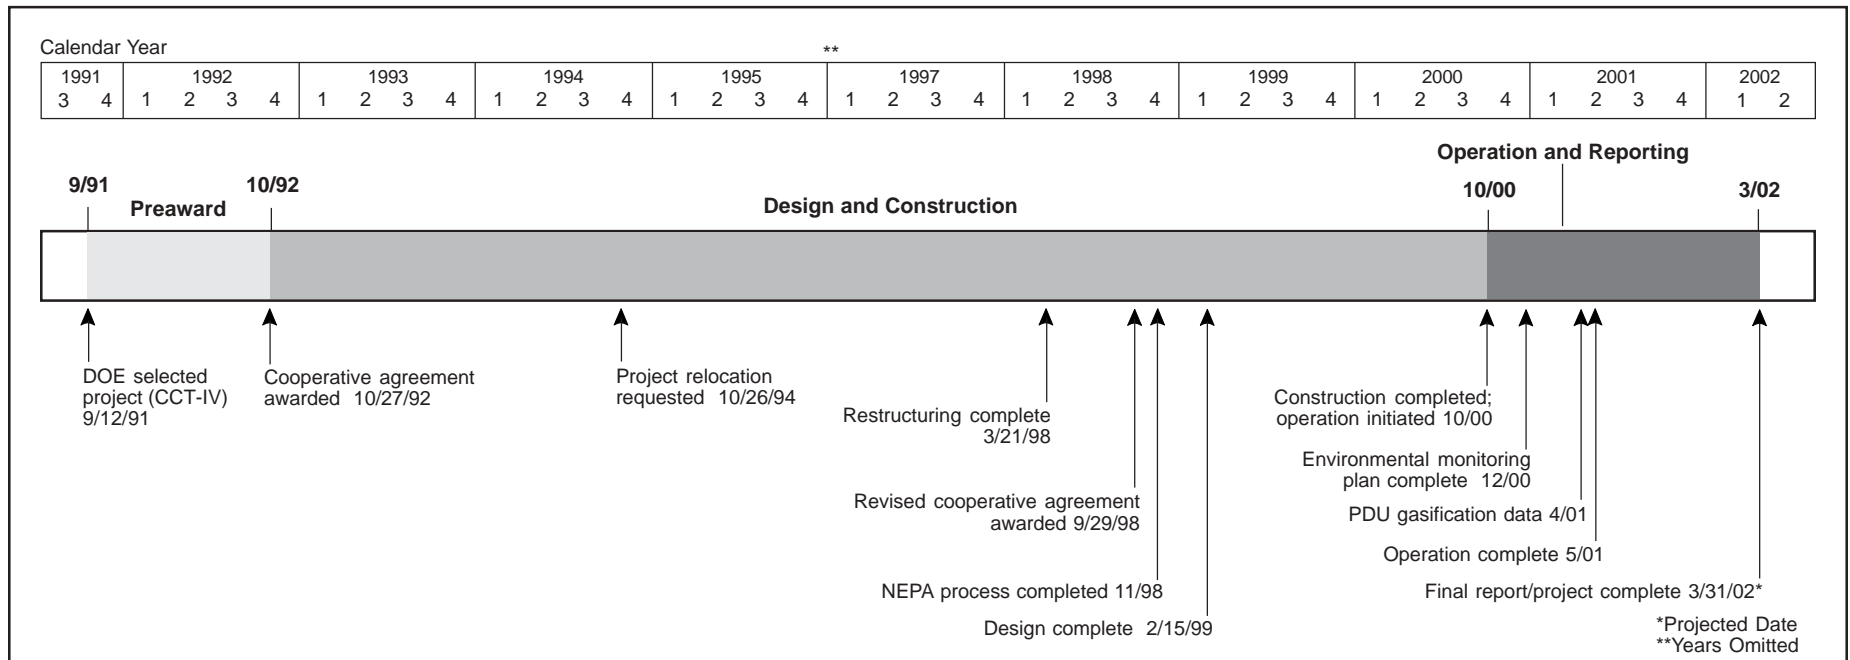 Calendar Year
**
1991 1992 1993 1994 1995 1997 1998 1999 2000 2001 2002
3 4 1 2 3 4 1 2 3 4 1 2 3 4 1 2 3 4 1 2 3 4 1 2 3 4 1 2 3 4 1 2 3 4 1 2 3 4 1 2
Operation and Reporting
9/91 10/92 10/00 3/02
Preaward Design and Construction
DOE selected
project (CCT-IV)
9/12/91
Cooperative agreement
awarded 10/27/92
Project relocation
requested 10/26/94
Restructuring complete
3/21/98
Revised cooperative agreement
awarded 9/29/98
NEPA process completed 11/98
Design complete 2/15/99
Construction completed;
operation initiated 10/00
Environmental monitoring
plan complete 12/00
PDU gasification data 4/01
Operation complete 5/01
Final report/project complete 3/31/02*
*Projected Date
**Years Omitted